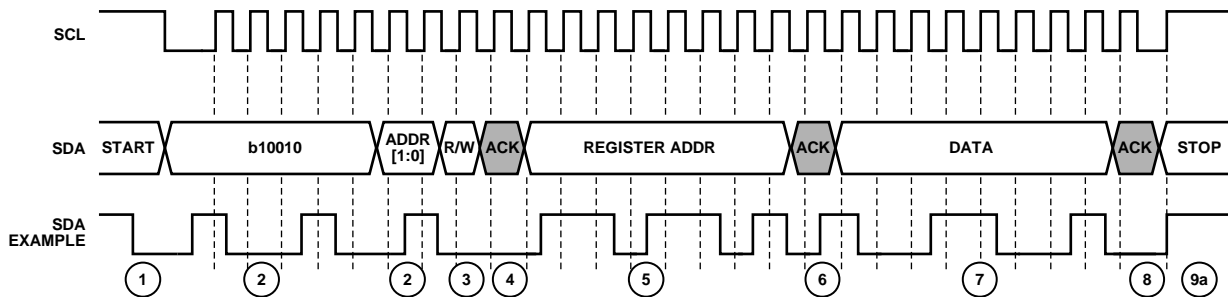 SCL
SDA START b10010 ADDR [1:0] R/W ACK REGISTER ADDR ACK DATA ACK STOP
SDA EXAMPLE
1 2 2 3 4 5 6 7 8 9a